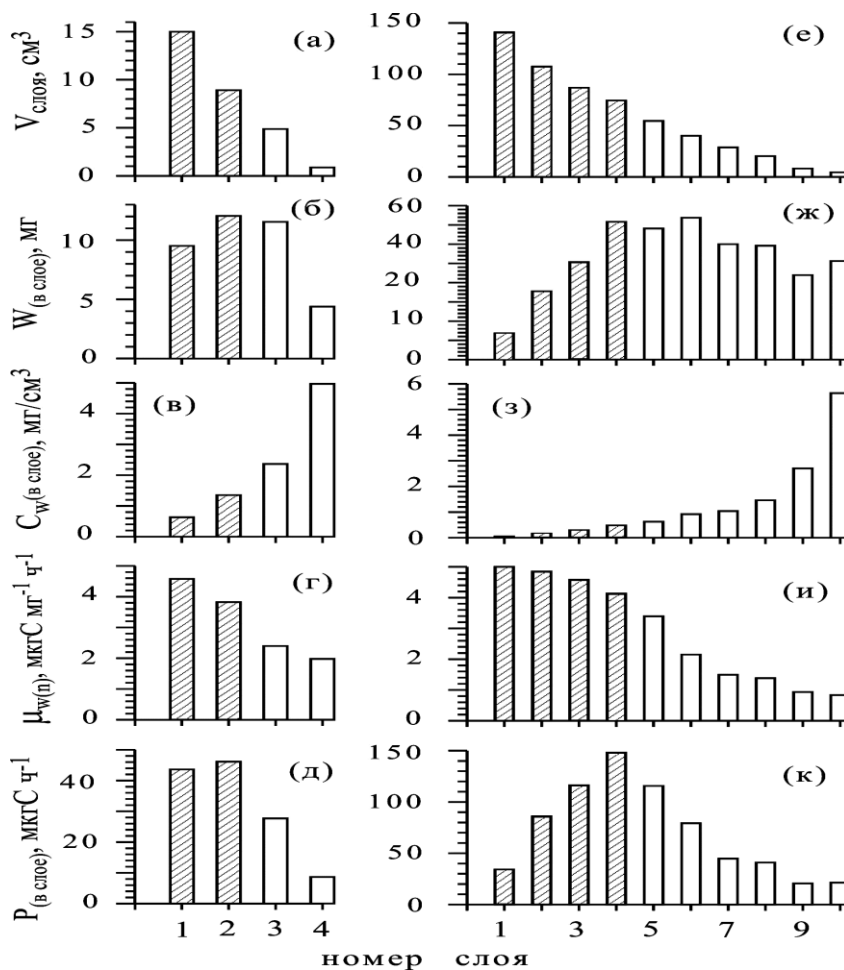 V слоя, см³
15
10
5
0
(а)
150
100
50
0
(е)
W (в слое), мг
10
5
0
(б)
60
40
20
10
0
(ж)
C w(в слое), мг/см³
4
2
0
(в)
6
4
2
0
(з)
μ w(n), мкгС мг⁻¹ ч⁻¹
4
2
0
(г)
4
2
0
(и)
P (в слое), мкгС ч⁻¹
40
20
0
(д)
150
100
50
0
(к)
1 2 3 4
1 3 5 7 9
номер слоя